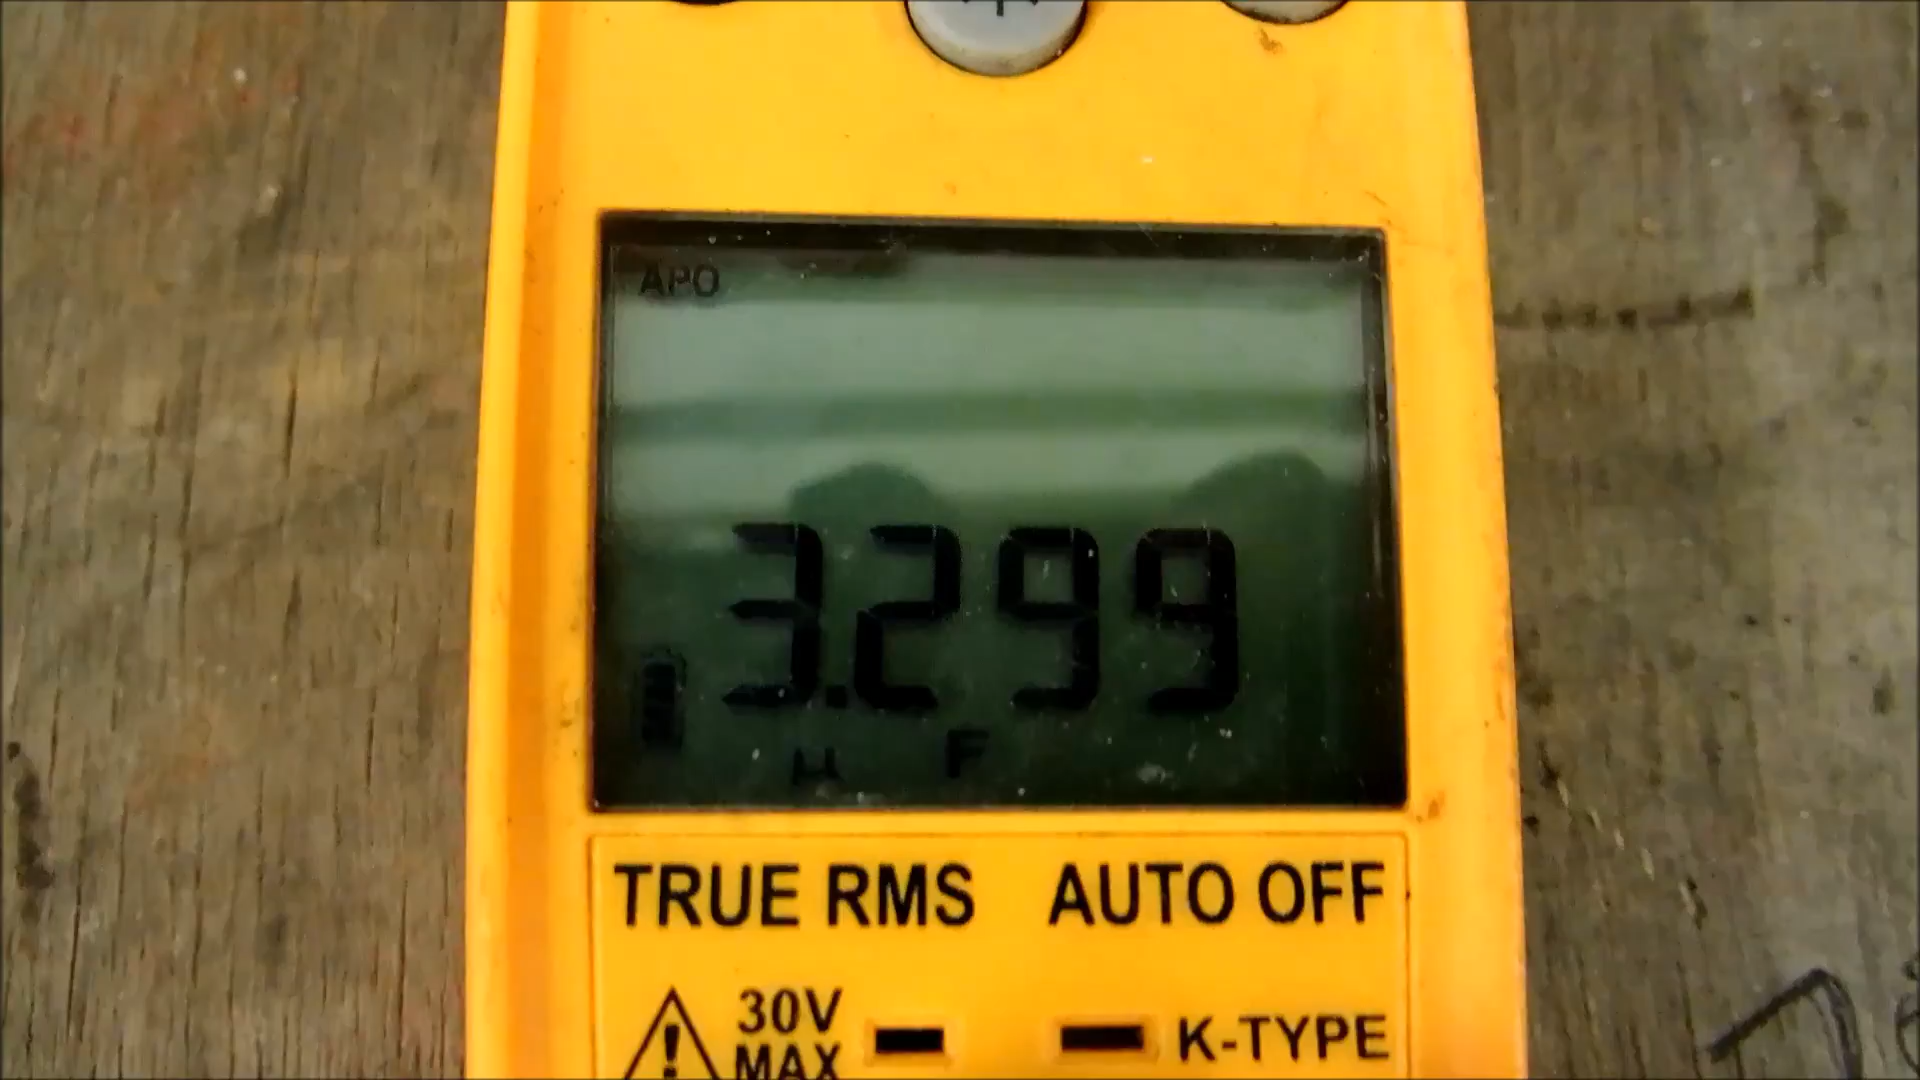 APO
3.299
µ F
TRUE RMS AUTO OFF
30V
MAX
K-TYPE